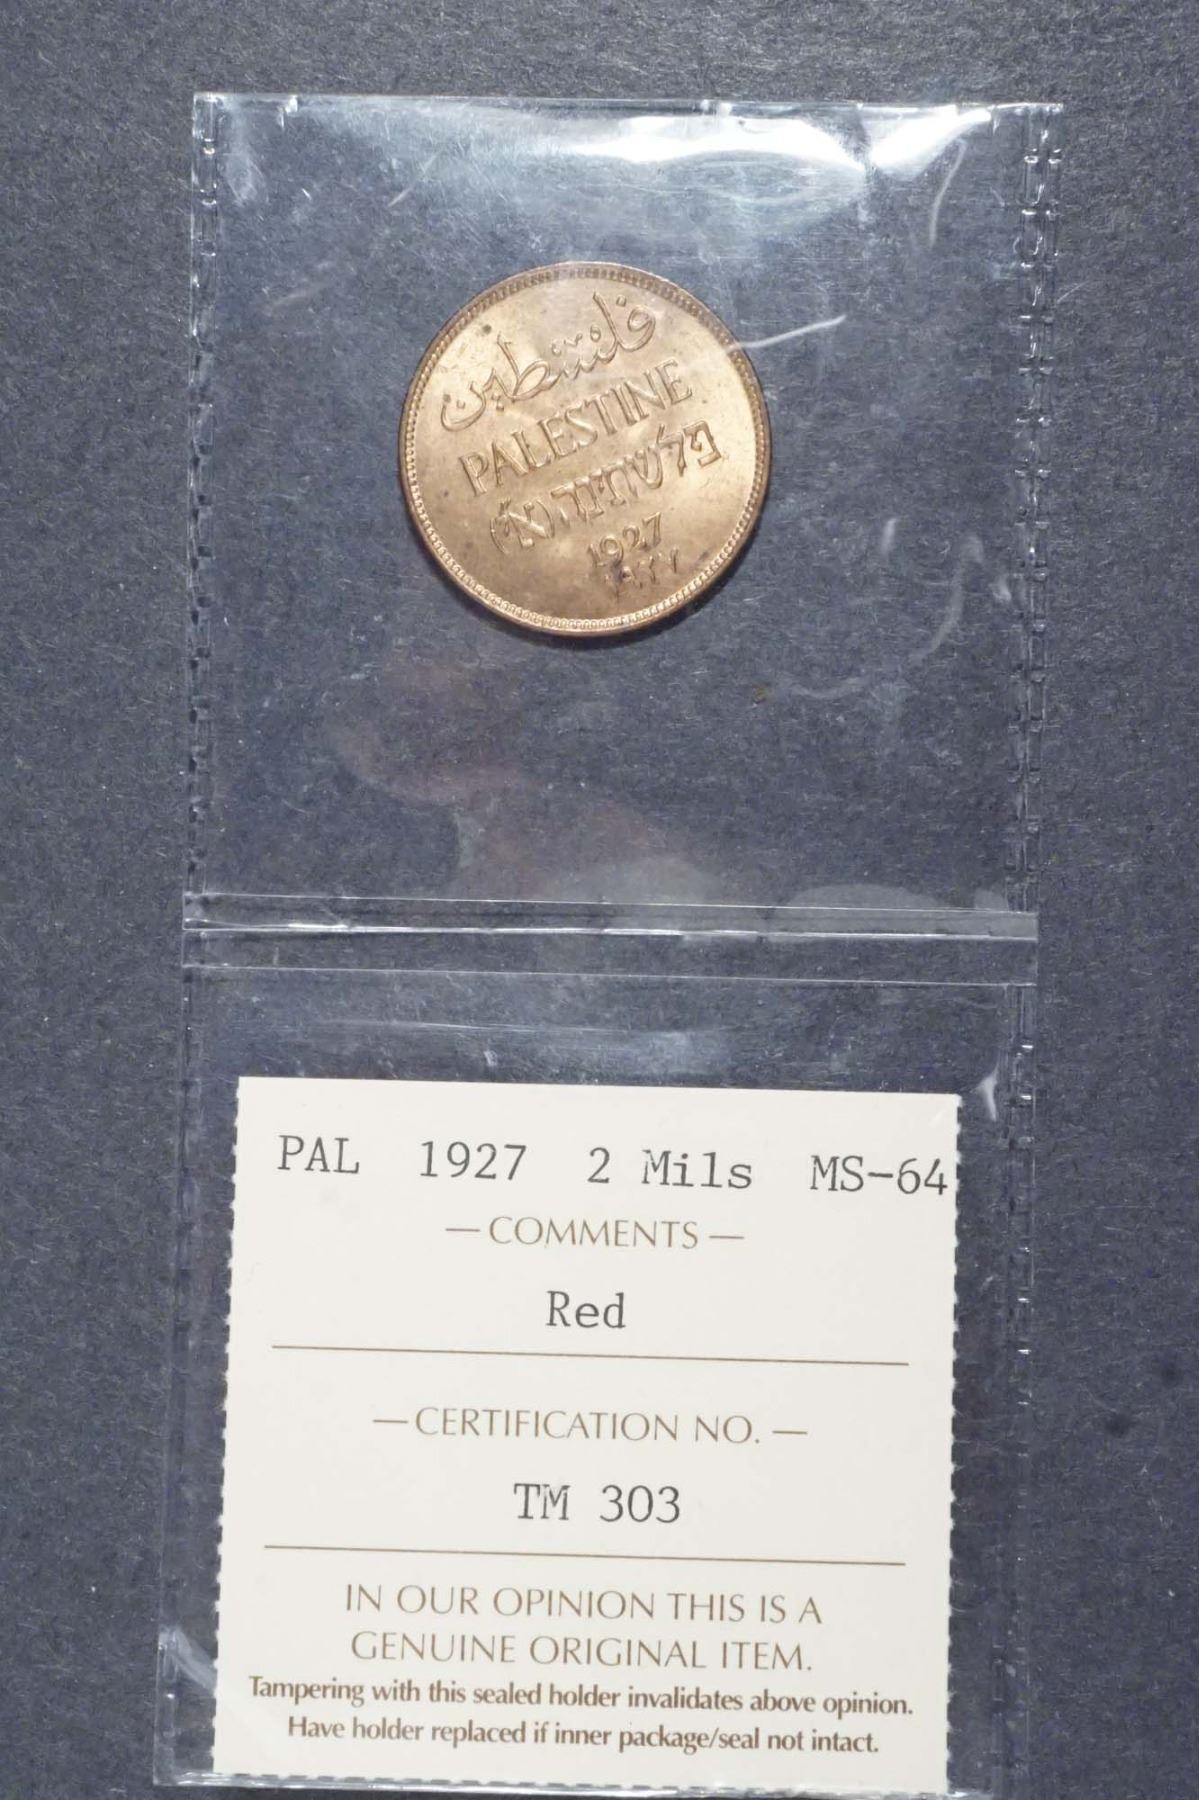 فلسطين
PALESTINE
פלשתינה (א״י)
1927
١٩٢٧
PAL 1927 2 Mils MS-64
— COMMENTS —
Red
— CERTIFICATION NO. —
TM 303
IN OUR OPINION THIS IS A
GENUINE ORIGINAL ITEM.
Tampering with this sealed holder invalidates above opinion.
Have holder replaced if inner package/seal not intact.